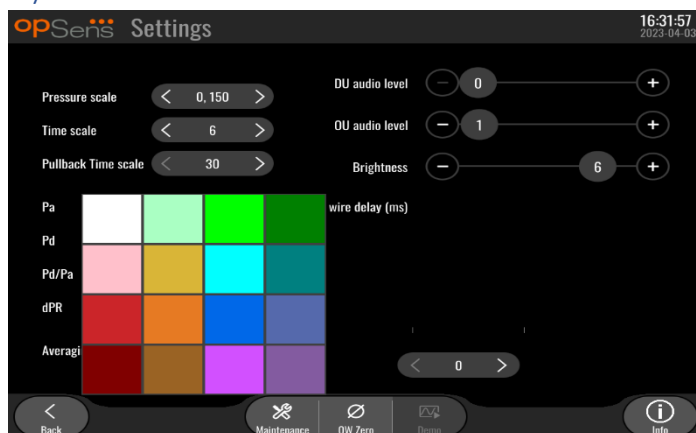 opSens Settings
16:31:57
2023-04-03
Pressure scale
0, 150
Time scale
6
Pullback Time scale
30
DU audio level
0
OU audio level
1
Brightness
6
Pa
Pd
Pd/Pa
dPR
Averagi
wire delay (ms)
0
Back
Maintenance
OW Zero
Demo
Info